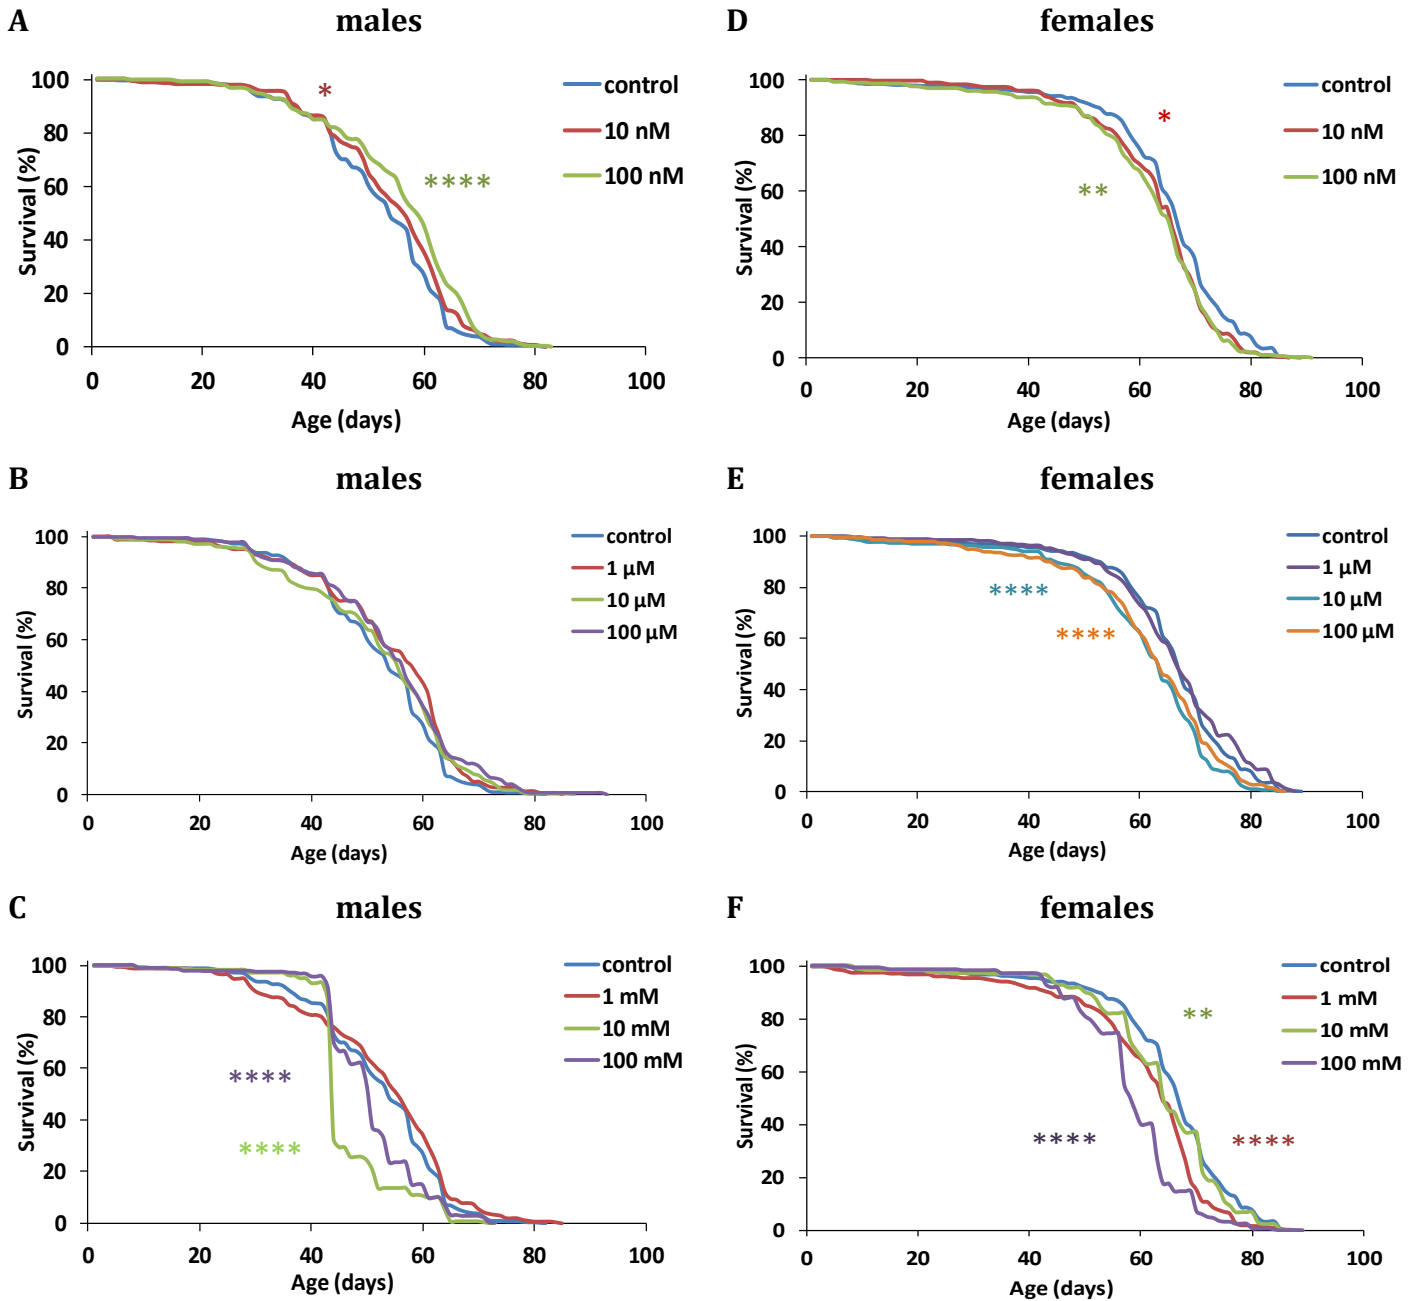 A
males
100
80
60
40
20
0
Survival (%)
0 20 40 60 80 100
Age (days)
control
10 nM
100 nM
*
****
D
females
100
80
60
40
20
0
Survival (%)
0 20 40 60 80 100
Age (days)
control
10 nM
100 nM
*
**
B
males
100
80
60
40
20
0
Survival (%)
0 20 40 60 80 100
Age (days)
control
1 µM
10 µM
100 µM
E
females
100
80
60
40
20
0
Survival (%)
0 20 40 60 80 100
Age (days)
control
1 µM
10 µM
100 µM
****
****
C
males
100
80
60
40
20
0
Survival (%)
0 20 40 60 80 100
Age (days)
control
1 mM
10 mM
100 mM
****
****
F
females
100
80
60
40
20
0
Survival (%)
0 20 40 60 80 100
Age (days)
control
1 mM
10 mM
100 mM
**
****
****